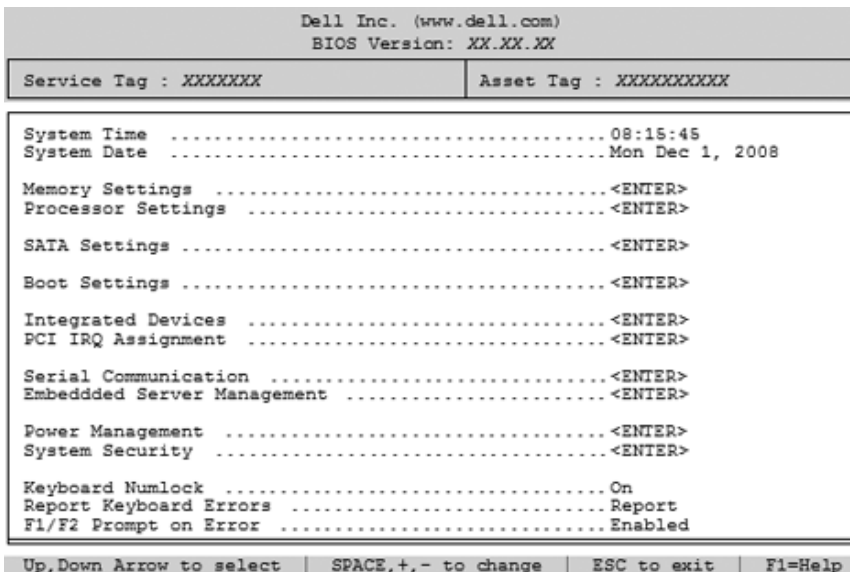 Dell Inc. (www.dell.com)
BIOS Version: XX.XX.XX
Service Tag : XXXXXXX Asset Tag : XXXXXXXXXX
System Time ........................................ 08:15:45
System Date ........................................ Mon Dec 1, 2008
Memory Settings .................................... <ENTER>
Processor Settings ................................. <ENTER>
SATA Settings ....................................... <ENTER>
Boot Settings ....................................... <ENTER>
Integrated Devices ................................. <ENTER>
PCI IRQ Assignment ................................. <ENTER>
Serial Communication ............................... <ENTER>
Embeddded Server Management ........................ <ENTER>
Power Management ................................... <ENTER>
System Security .................................... <ENTER>
Keyboard Numlock ................................... On
Report Keyboard Errors ............................. Report
F1/F2 Prompt on Error .............................. Enabled
Up,Down Arrow to select | SPACE,+,- to change | ESC to exit | F1=Help